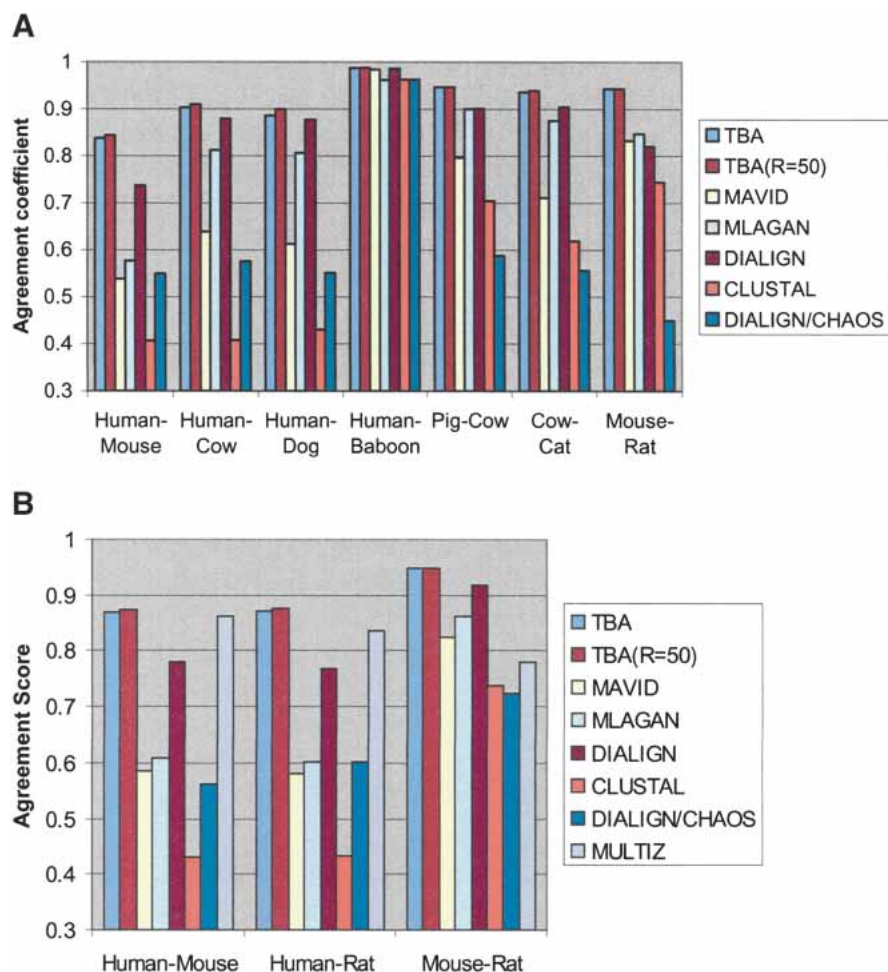 A
Agreement coefficient
1
0.9
0.8
0.7
0.6
0.5
0.4
0.3
Human-
Mouse
Human-
Cow
Human-
Dog
Human-
Baboon
Pig-Cow
Cow-
Cat
Mouse-
Rat
TBA
TBA(R=50)
MAVID
MLAGAN
DIALIGN
CLUSTAL
DIALIGN/CHAOS
B
Agreement Score
1
0.9
0.8
0.7
0.6
0.5
0.4
0.3
Human-Mouse
Human-Rat
Mouse-Rat
TBA
TBA(R=50)
MAVID
MLAGAN
DIALIGN
CLUSTAL
DIALIGN/CHAOS
MULTIZ